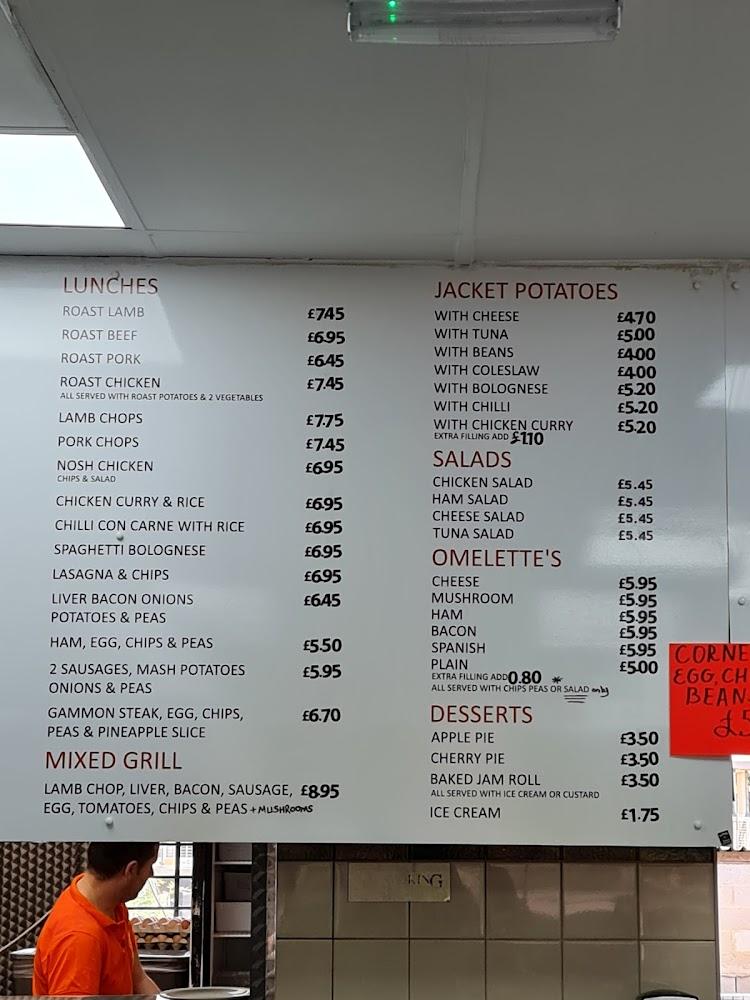 LUNCHES
ROAST LAMB £7.45
ROAST BEEF £6.95
ROAST PORK £6.45
ROAST CHICKEN £7.45
ALL SERVED WITH ROAST POTATOES & 2 VEGETABLES
LAMB CHOPS £7.75
PORK CHOPS £7.45
NOSH CHICKEN £6.95
CHIPS & SALAD
CHICKEN CURRY & RICE £6.95
CHILLI CON CARNE WITH RICE £6.95
SPAGHETTI BOLOGNESE £6.95
LASAGNA & CHIPS £6.95
LIVER BACON ONIONS £6.45
POTATOES & PEAS
HAM, EGG, CHIPS & PEAS £5.50
2 SAUSAGES, MASH POTATOES £5.95
ONIONS & PEAS
GAMMON STEAK, EGG, CHIPS, £6.70
PEAS & PINEAPPLE SLICE
MIXED GRILL
LAMB CHOP, LIVER, BACON, SAUSAGE, £8.95
EGG, TOMATOES, CHIPS & PEAS + MUSHROOMS
JACKET POTATOES
WITH CHEESE £4.70
WITH TUNA £5.00
WITH BEANS £4.00
WITH COLESLAW £4.00
WITH BOLOGNESE £5.20
WITH CHILLI £5.20
WITH CHICKEN CURRY £5.20
EXTRA FILLING ADD £1.10
SALADS
CHICKEN SALAD £5.45
HAM SALAD £5.45
CHEESE SALAD £5.45
TUNA SALAD £5.45
OMELETTE'S
CHEESE £5.95
MUSHROOM £5.95
HAM £5.95
BACON £5.95
SPANISH £5.95
PLAIN £5.00
EXTRA FILLING ADD 0.80 *
ALL SERVED WITH CHIPS PEAS OR SALAD only
DESSERTS
APPLE PIE £3.50
CHERRY PIE £3.50
BAKED JAM ROLL £3.50
ALL SERVED WITH ICE CREAM OR CUSTARD
ICE CREAM £1.75
CORNE
EGG, CH
BEAN
£5
KING